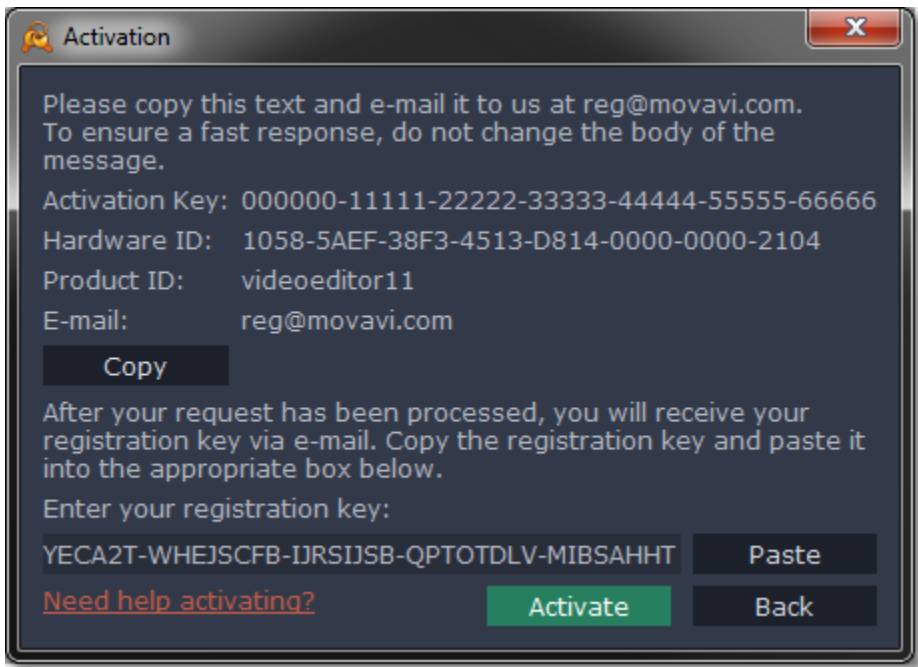 Activation
Please copy this text and e-mail it to us at reg@movavi.com.
To ensure a fast response, do not change the body of the
message.
Activation Key: 000000-11111-22222-33333-44444-55555-66666
Hardware ID: 1058-5AEF-38F3-4513-D814-0000-0000-2104
Product ID: videoeditor11
E-mail: reg@movavi.com
Copy
After your request has been processed, you will receive your
registration key via e-mail. Copy the registration key and paste it
into the appropriate box below.
Enter your registration key:
YECA2T-WHEJSCFB-IJRSIJSB-QPTOTDLV-MIBSAHHT Paste
Need help activating? Activate Back